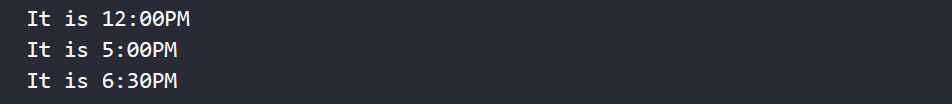 It is 12:00PM
It is 5:00PM
It is 6:30PM